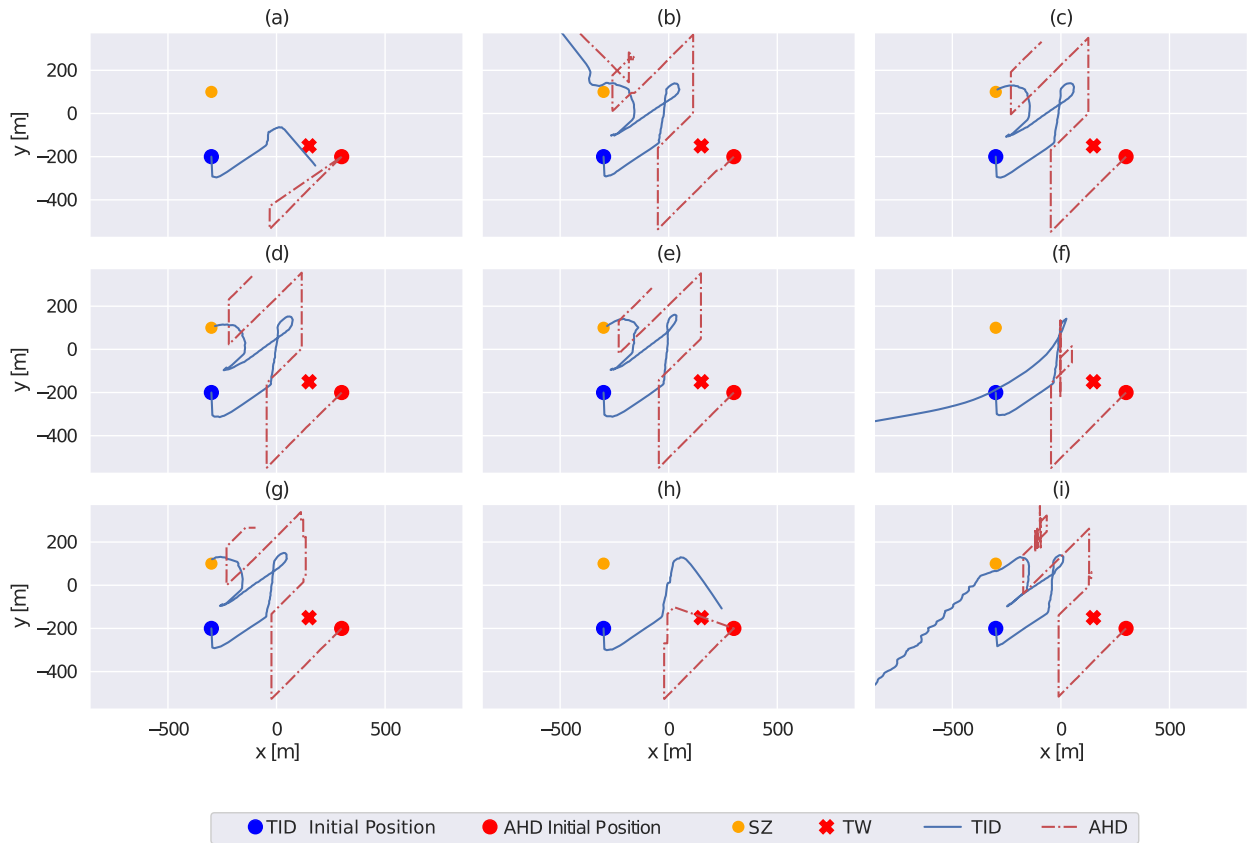 (a) (b) (c)
y [m] 200 0 −200 −400
(d) (e) (f)
y [m] 200 0 −200 −400
(g) (h) (i)
y [m] 200 0 −200 −400
−500 0 500 −500 0 500 −500 0 500
x [m] x [m] x [m]
TID Initial Position AHD Initial Position SZ TW TID AHD